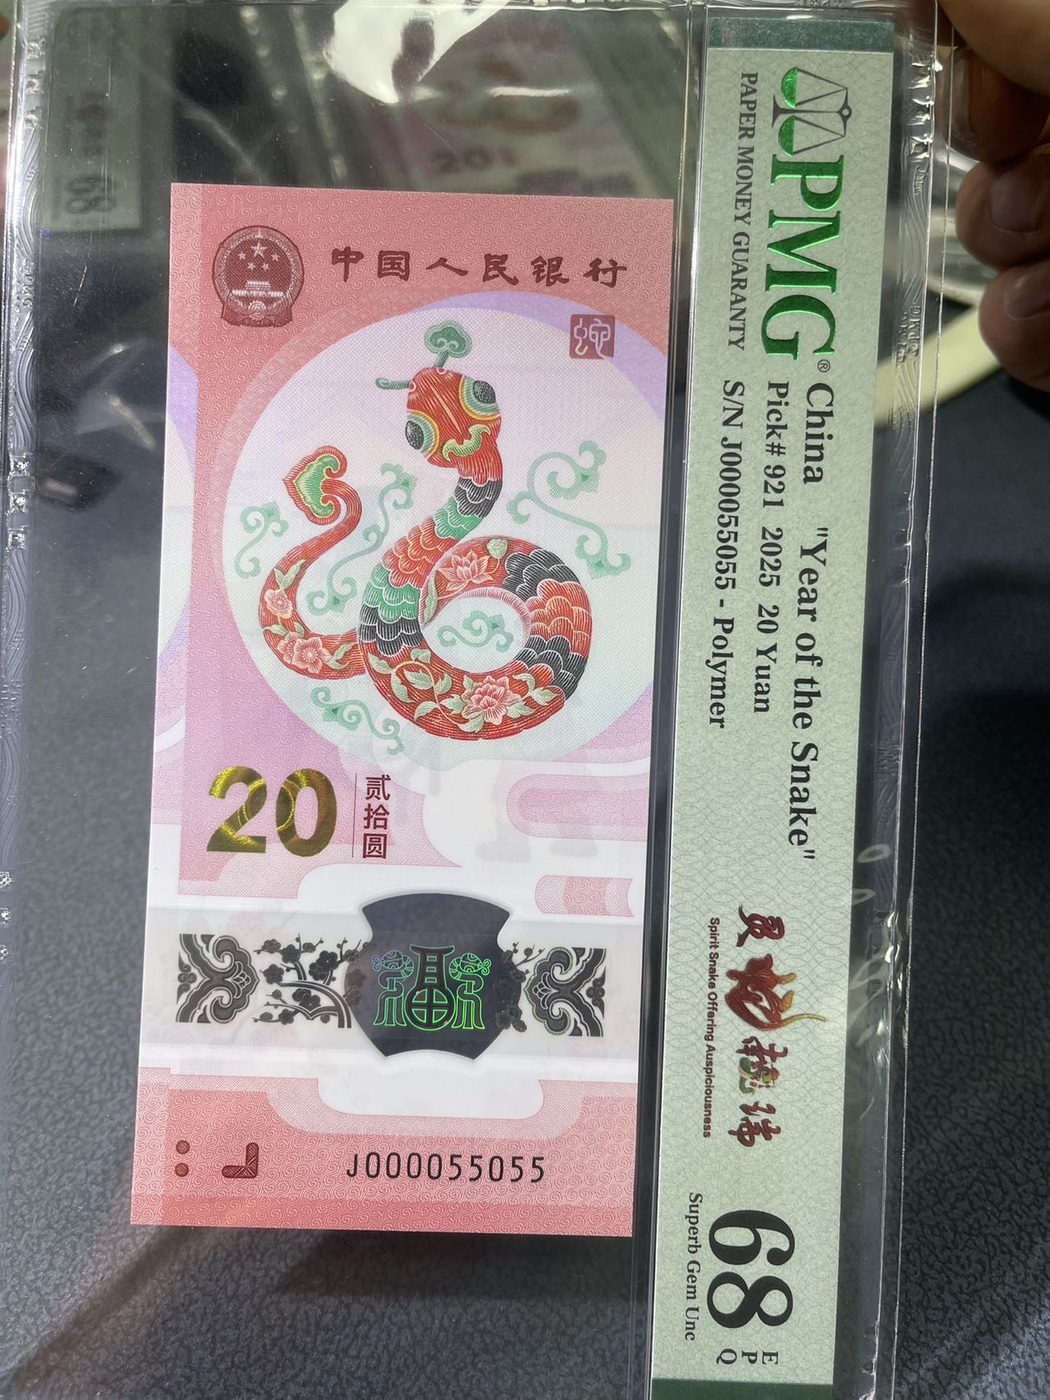 中国人民银行
蛇
20
贰拾圆
福
J000055055
PMG®
PAPER MONEY GUARANTY
China "Year of the Snake"
Pick# 921 2025 20 Yuan
S/N J000055055 - Polymer
灵蛇献瑞
Spirit Snake Offering Auspiciousness
68
EPQ
Superb Gem Unc